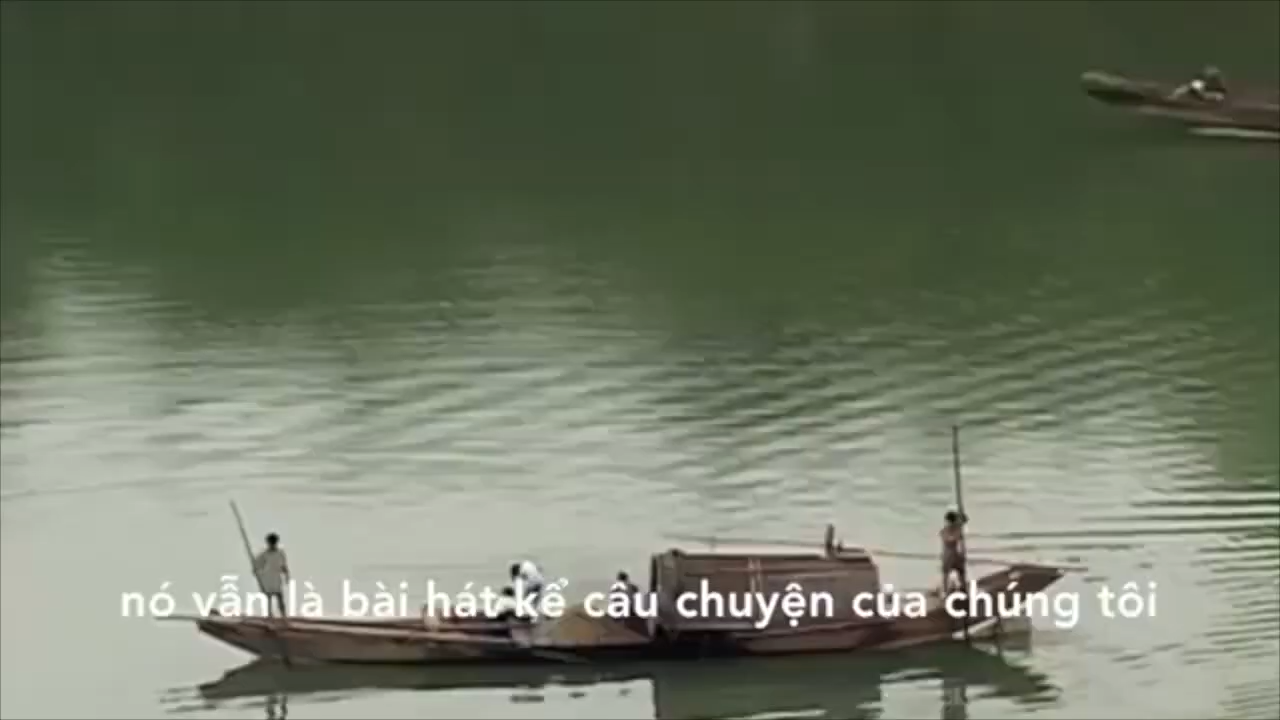 nó vẫn là bài hát kể câu chuyện của chúng tôi